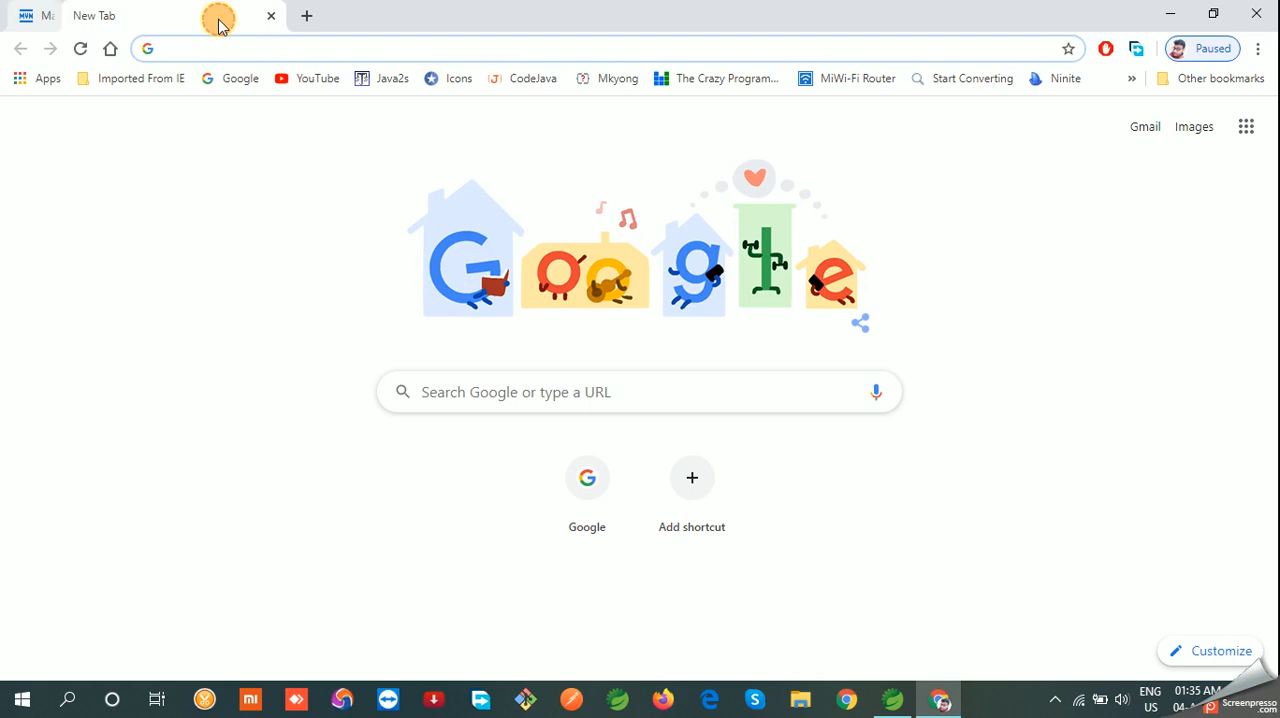 New Tab
Paused
Apps Imported From IE Google YouTube Java2s Icons CodeJava Mkyong The Crazy Program... MiWi-Fi Router Start Converting Ninite » Other bookmarks
Gmail Images
Google
Search Google or type a URL
Google Add shortcut
Customize
ENG 01:35 AM
US
Screenpresso
.com